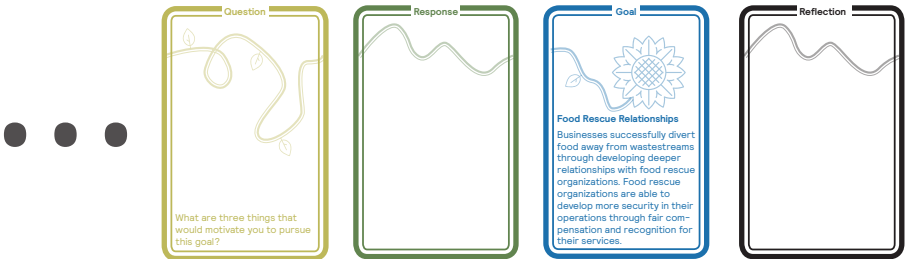 Question
What are three things that
would motivate you to pursue
this goal?
Response
Goal
Food Rescue Relationships
Businesses successfully divert
food away from wastestreams
through developing deeper
relationships with food rescue
organizations. Food rescue
organizations are able to
develop more security in their
operations through fair com-
pensation and recognition for
their services.
Reflection